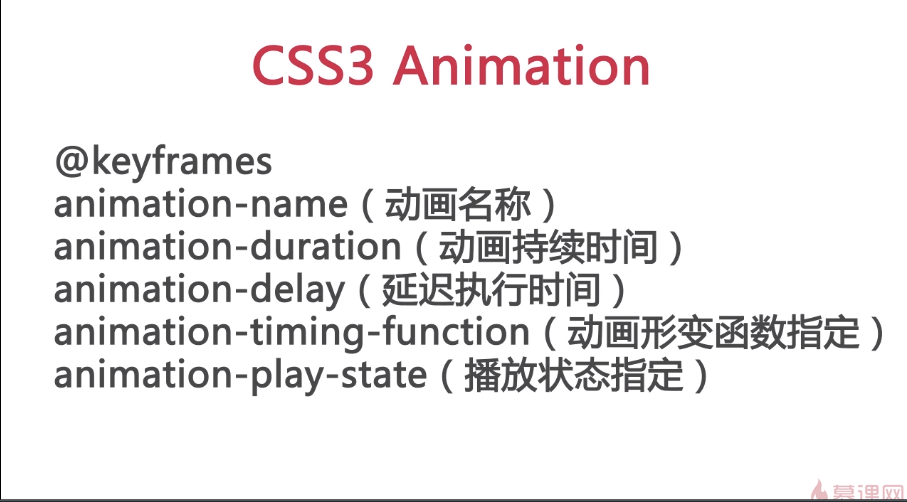 CSS3 Animation
@keyframes
animation-name（动画名称）
animation-duration（动画持续时间）
animation-delay（延迟执行时间）
animation-timing-function（动画形变函数指定）
animation-play-state（播放状态指定）
慕课网